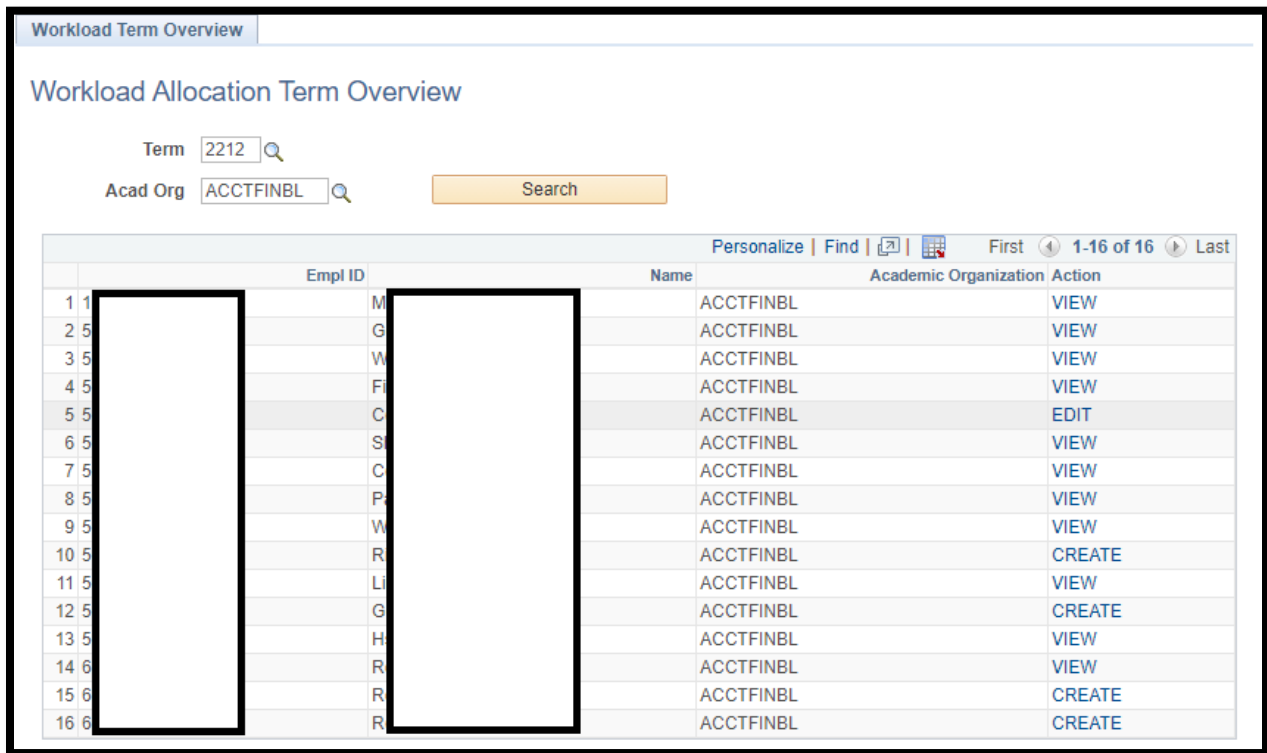 Workload Term Overview
Workload Allocation Term Overview
Term 2212
Acad Org ACCTFINBL Search
Personalize | Find | | First 1-16 of 16 Last
Empl ID Name Academic Organization Action
1 1 M ACCTFINBL VIEW
2 5 G ACCTFINBL VIEW
3 5 W ACCTFINBL VIEW
4 5 Fi ACCTFINBL VIEW
5 5 C ACCTFINBL EDIT
6 5 ACCTFINBL VIEW
7 5 C ACCTFINBL VIEW
8 5 ACCTFINBL VIEW
9 5 W ACCTFINBL VIEW
10 5 R ACCTFINBL CREATE
11 5 Li ACCTFINBL VIEW
12 5 G ACCTFINBL CREATE
13 5 H ACCTFINBL VIEW
14 6 R ACCTFINBL VIEW
15 6 R ACCTFINBL CREATE
16 6 R ACCTFINBL CREATE